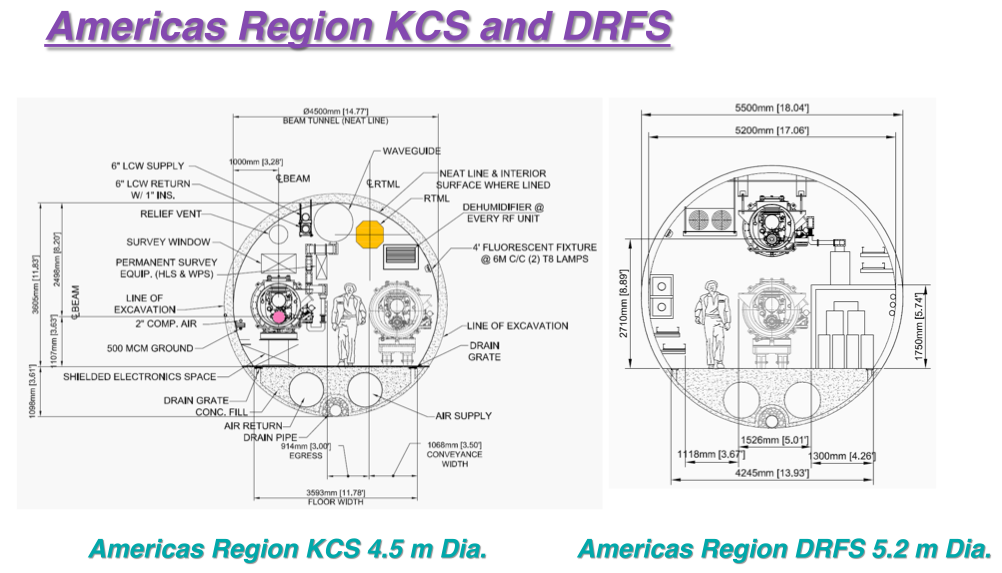 Americas Region KCS and DRFS
Ø4500mm [14.77']
BEAM TUNNEL (NEAT LINE)
1000mm [3.28']
6" LCW SUPPLY
6" LCW RETURN
W/ 1" INS.
RELIEF VENT
SURVEY WINDOW
PERMANENT SURVEY
EQUIP. (HLS & WPS)
LINE OF
EXCAVATION
2" COMP. AIR
500 MCM GROUND
SHIELDED ELECTRONICS SPACE
DRAIN GRATE
CONC. FILL
AIR RETURN
DRAIN PIPE
℄BEAM
℄RTML
WAVEGUIDE
NEAT LINE & INTERIOR
SURFACE WHERE LINED
RTML
DEHUMIDIFIER @
EVERY RF UNIT
4' FLUORESCENT FIXTURE
@ 6M C/C (2) T8 LAMPS
LINE OF EXCAVATION
DRAIN
GRATE
AIR SUPPLY
3605mm [11.83']
2498mm [8.20']
℄BEAM
1107mm [3.63']
1098mm [3.61']
914mm [3.00']
EGRESS
1068mm [3.50']
CONVEYANCE
WIDTH
3593mm [11.78']
FLOOR WIDTH
5500mm [18.04']
5200mm [17.06']
2710mm [8.89']
1750mm [5.74']
1526mm [5.01']
1118mm [3.67']
1300mm [4.26']
4245mm [13.93']
Americas Region KCS 4.5 m Dia.
Americas Region DRFS 5.2 m Dia.